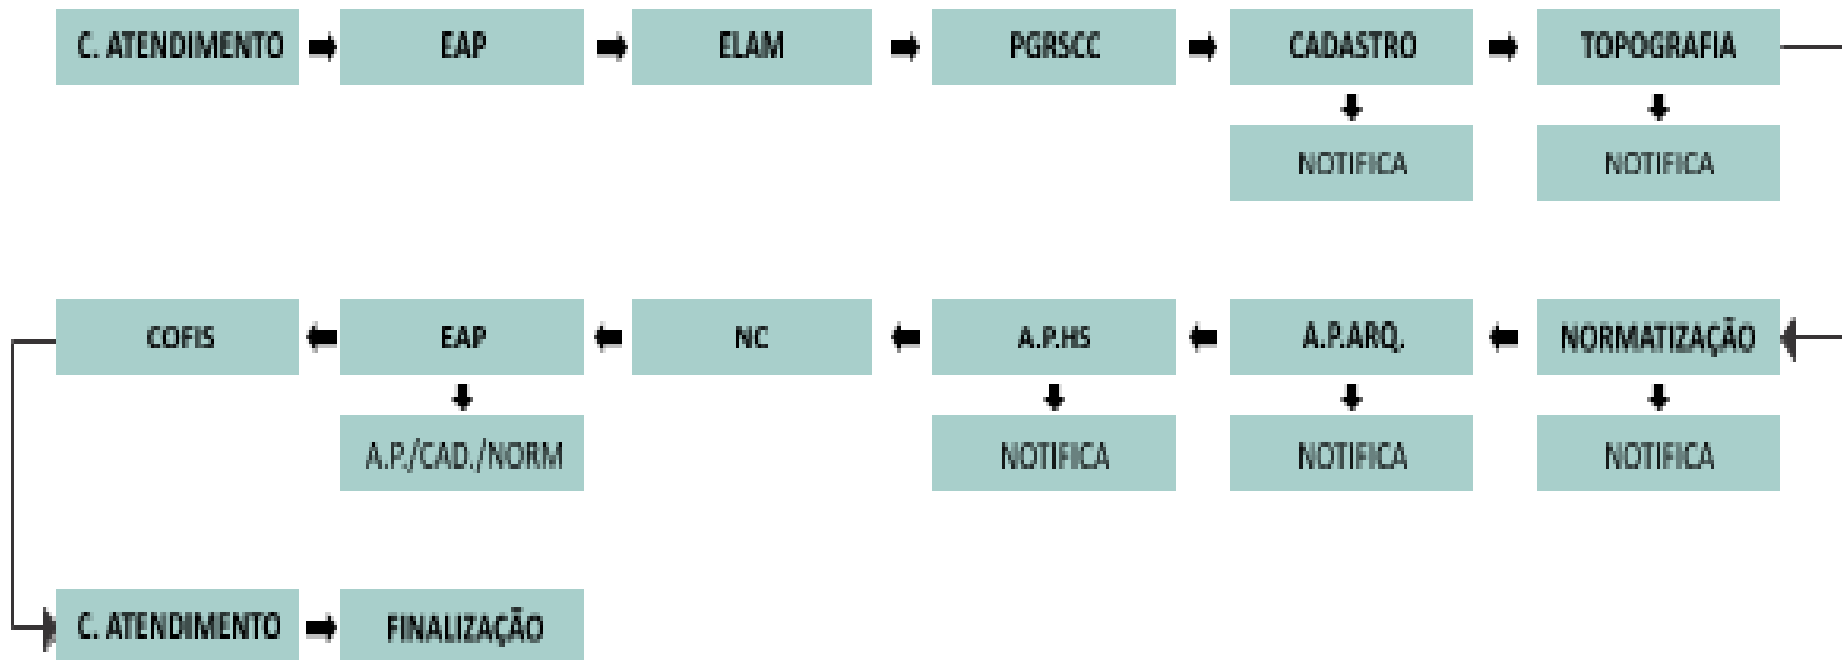 C. ATENDIMENTO
EAP
ELAM
PGRSCC
CADASTRO
TOPOGRAFIA
NOTIFICA
NOTIFICA
COFIS
EAP
NC
A.P.HS
A.P.ARQ.
NORMATIZAÇÃO
A.P./CAD./NORM
NOTIFICA
NOTIFICA
NOTIFICA
C. ATENDIMENTO
FINALIZAÇÃO